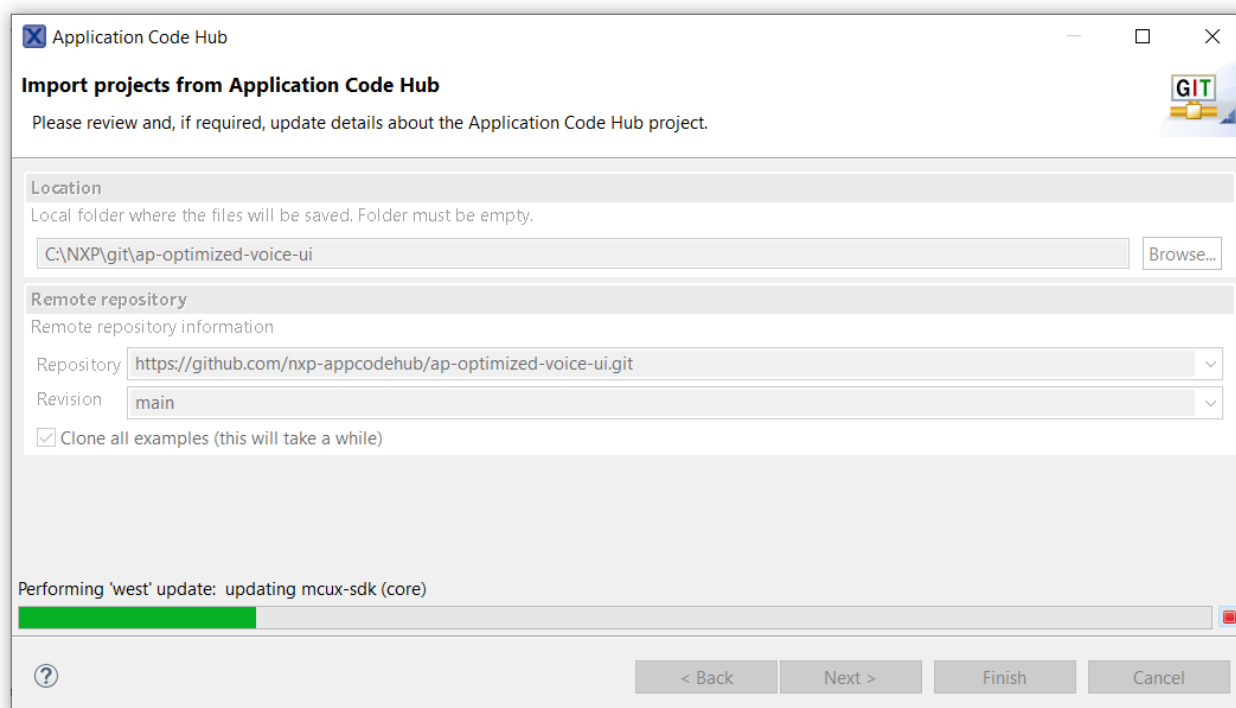 Application Code Hub
Import projects from Application Code Hub
GIT
Please review and, if required, update details about the Application Code Hub project.
Location
Local folder where the files will be saved. Folder must be empty.
C:\NXP\git\ap-optimized-voice-ui
Browse...
Remote repository
Remote repository information
Repository
https://github.com/nxp-appcodehub/ap-optimized-voice-ui.git
Revision
main
Clone all examples (this will take a while)
Performing 'west' update:  updating mcux-sdk (core)
?
< Back
Next >
Finish
Cancel